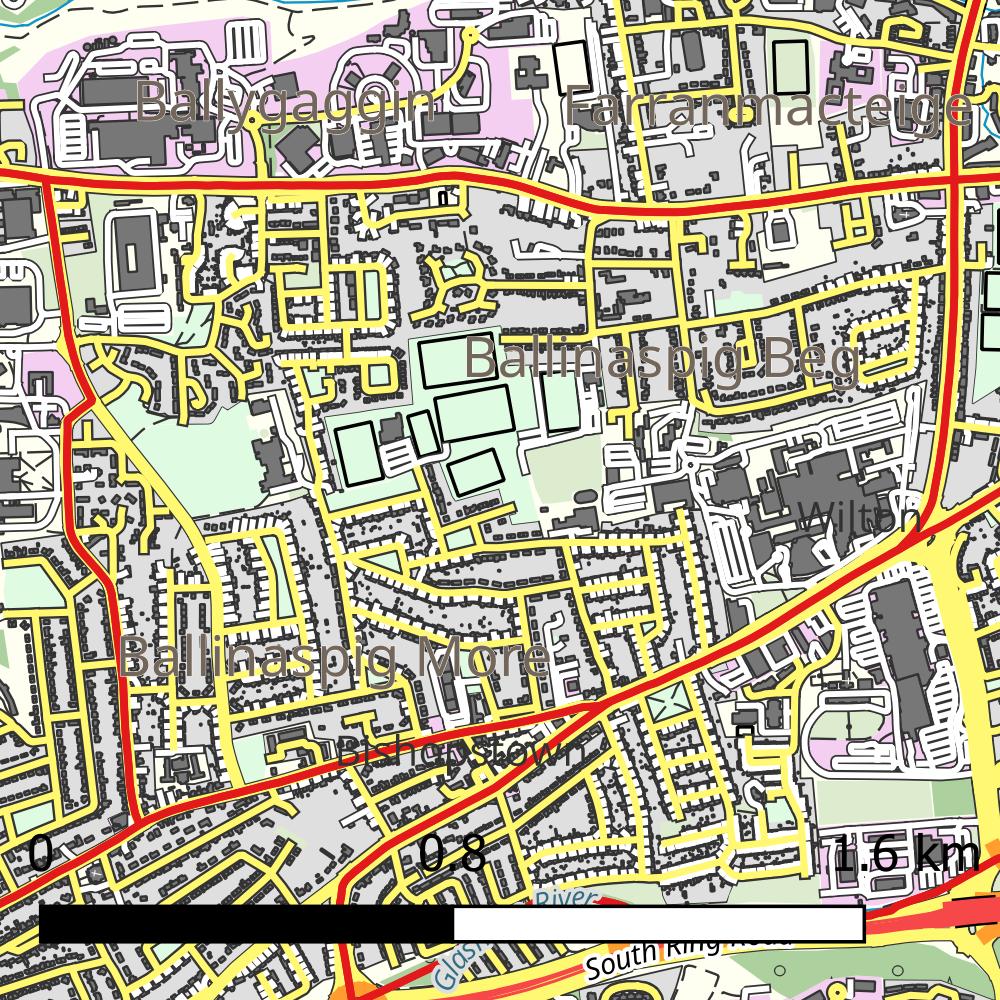 Ballygaggin
Farranmacteige
Ballinaspig Beg
Wilton
Ballinaspig More
Bishopstown
0
0.8
1.6 km
River
South Ring Road